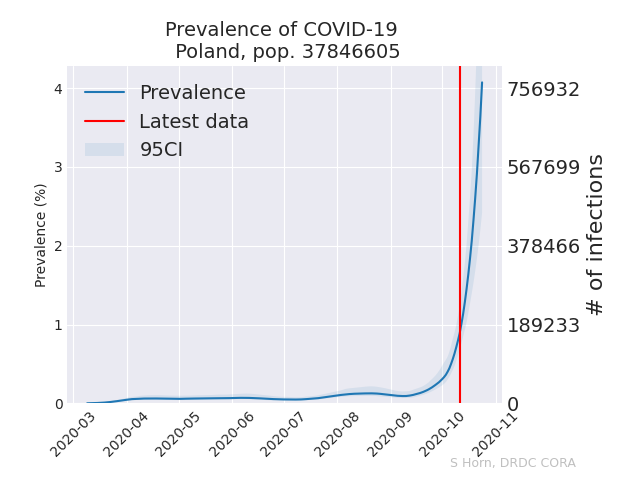 Prevalence of COVID-19
Poland, pop. 37846605
Prevalence
Latest data
95CI
Prevalence (%)
4
3
2
1
0
756932
567699
378466
189233
0
# of infections
2020-03
2020-04
2020-05
2020-06
2020-07
2020-08
2020-09
2020-10
2020-11
S Horn, DRDC CORA